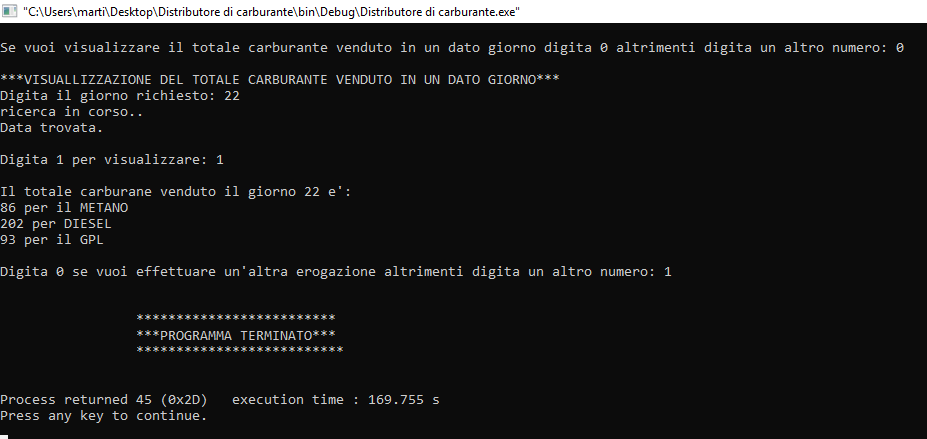 "C:\Users\marti\Desktop\Distributore di carburante\bin\Debug\Distributore di carburante.exe"
Se vuoi visualizzare il totale carburante venduto in un dato giorno digita 0 altrimenti digita un altro numero: 0
***VISUALLIZZAZIONE DEL TOTALE CARBURANTE VENDUTO IN UN DATO GIORNO***
Digita il giorno richiesto: 22
ricerca in corso..
Data trovata.
Digita 1 per visualizzare: 1
Il totale carburane venduto il giorno 22 e':
86 per il METANO
202 per DIESEL
93 per il GPL
Digita 0 se vuoi effettuare un'altra erogazione altrimenti digita un altro numero: 1
*************************
***PROGRAMMA TERMINATO***
**************************
Process returned 45 (0x2D)   execution time : 169.755 s
Press any key to continue.